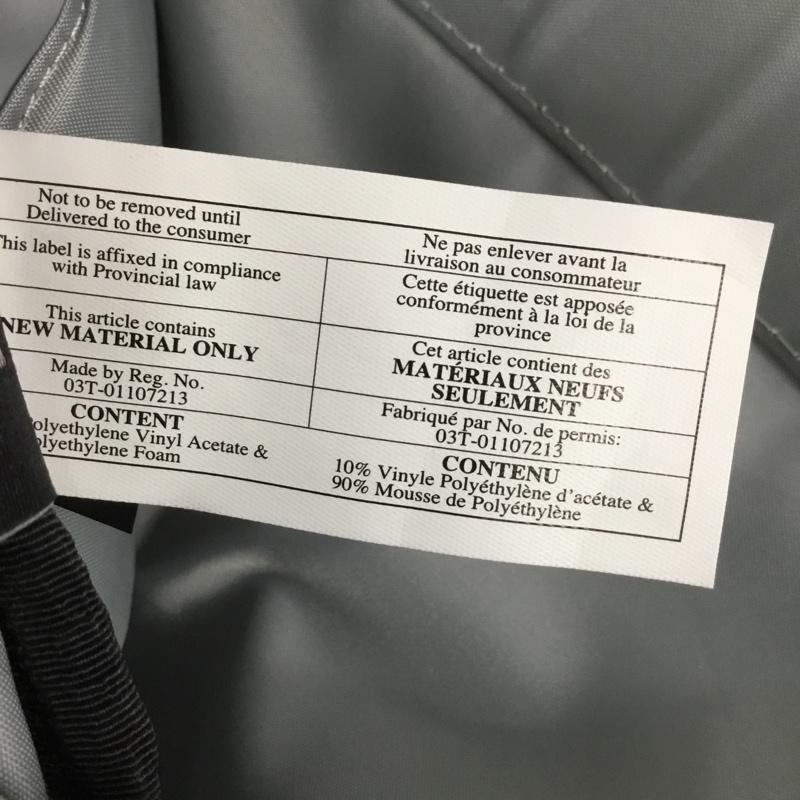 Not to be removed until
Delivered to the consumer
his label is affixed in compliance
with Provincial law
This article contains
NEW MATERIAL ONLY
Made by Reg. No.
03T-01107213
CONTENT
olyethylene Vinyl Acetate &
olyethylene Foam
Ne pas enlever avant la
livraison au consommateur
Cette étiquette est apposée
conformément à la loi de la
province
Cet article contient des
MATÉRIAUX NEUFS
SEULEMENT
Fabriqué par No. de permis:
03T-01107213
CONTENU
10% Vinyle Polyéthylène d'acétate &
90% Mousse de Polyéthylène